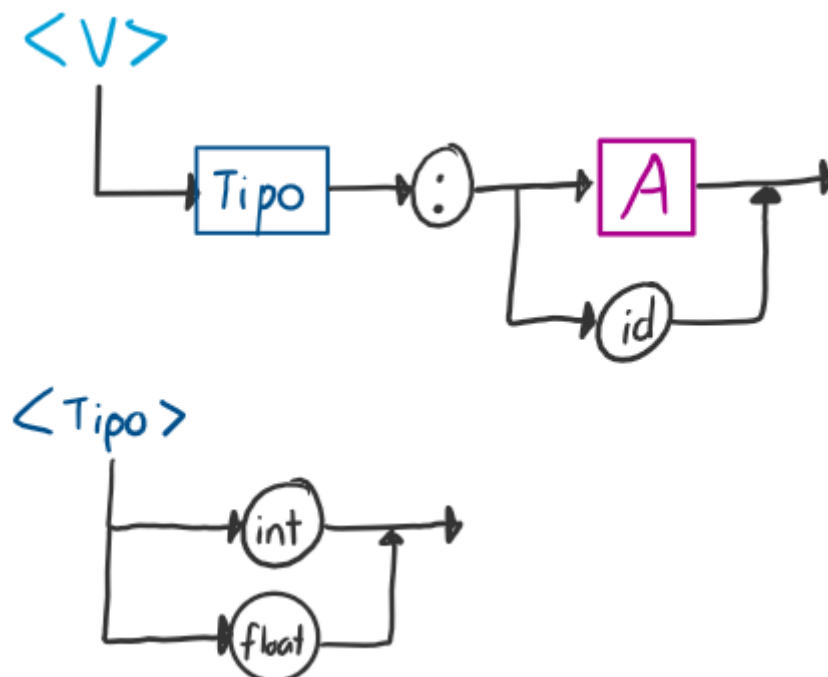 <V>
Tipo : A
id
<Tipo>
int
float